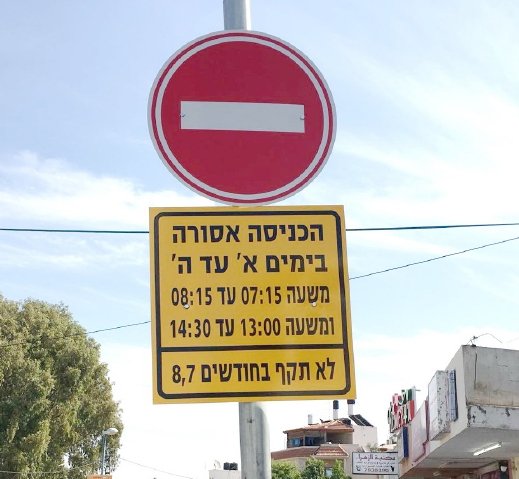 הכניסה אסורה
בימים א׳ עד ה׳
משעה 07:15 עד 08:15
ומשעה 13:00 עד 14:30
לא תקף בחודשים 8,7